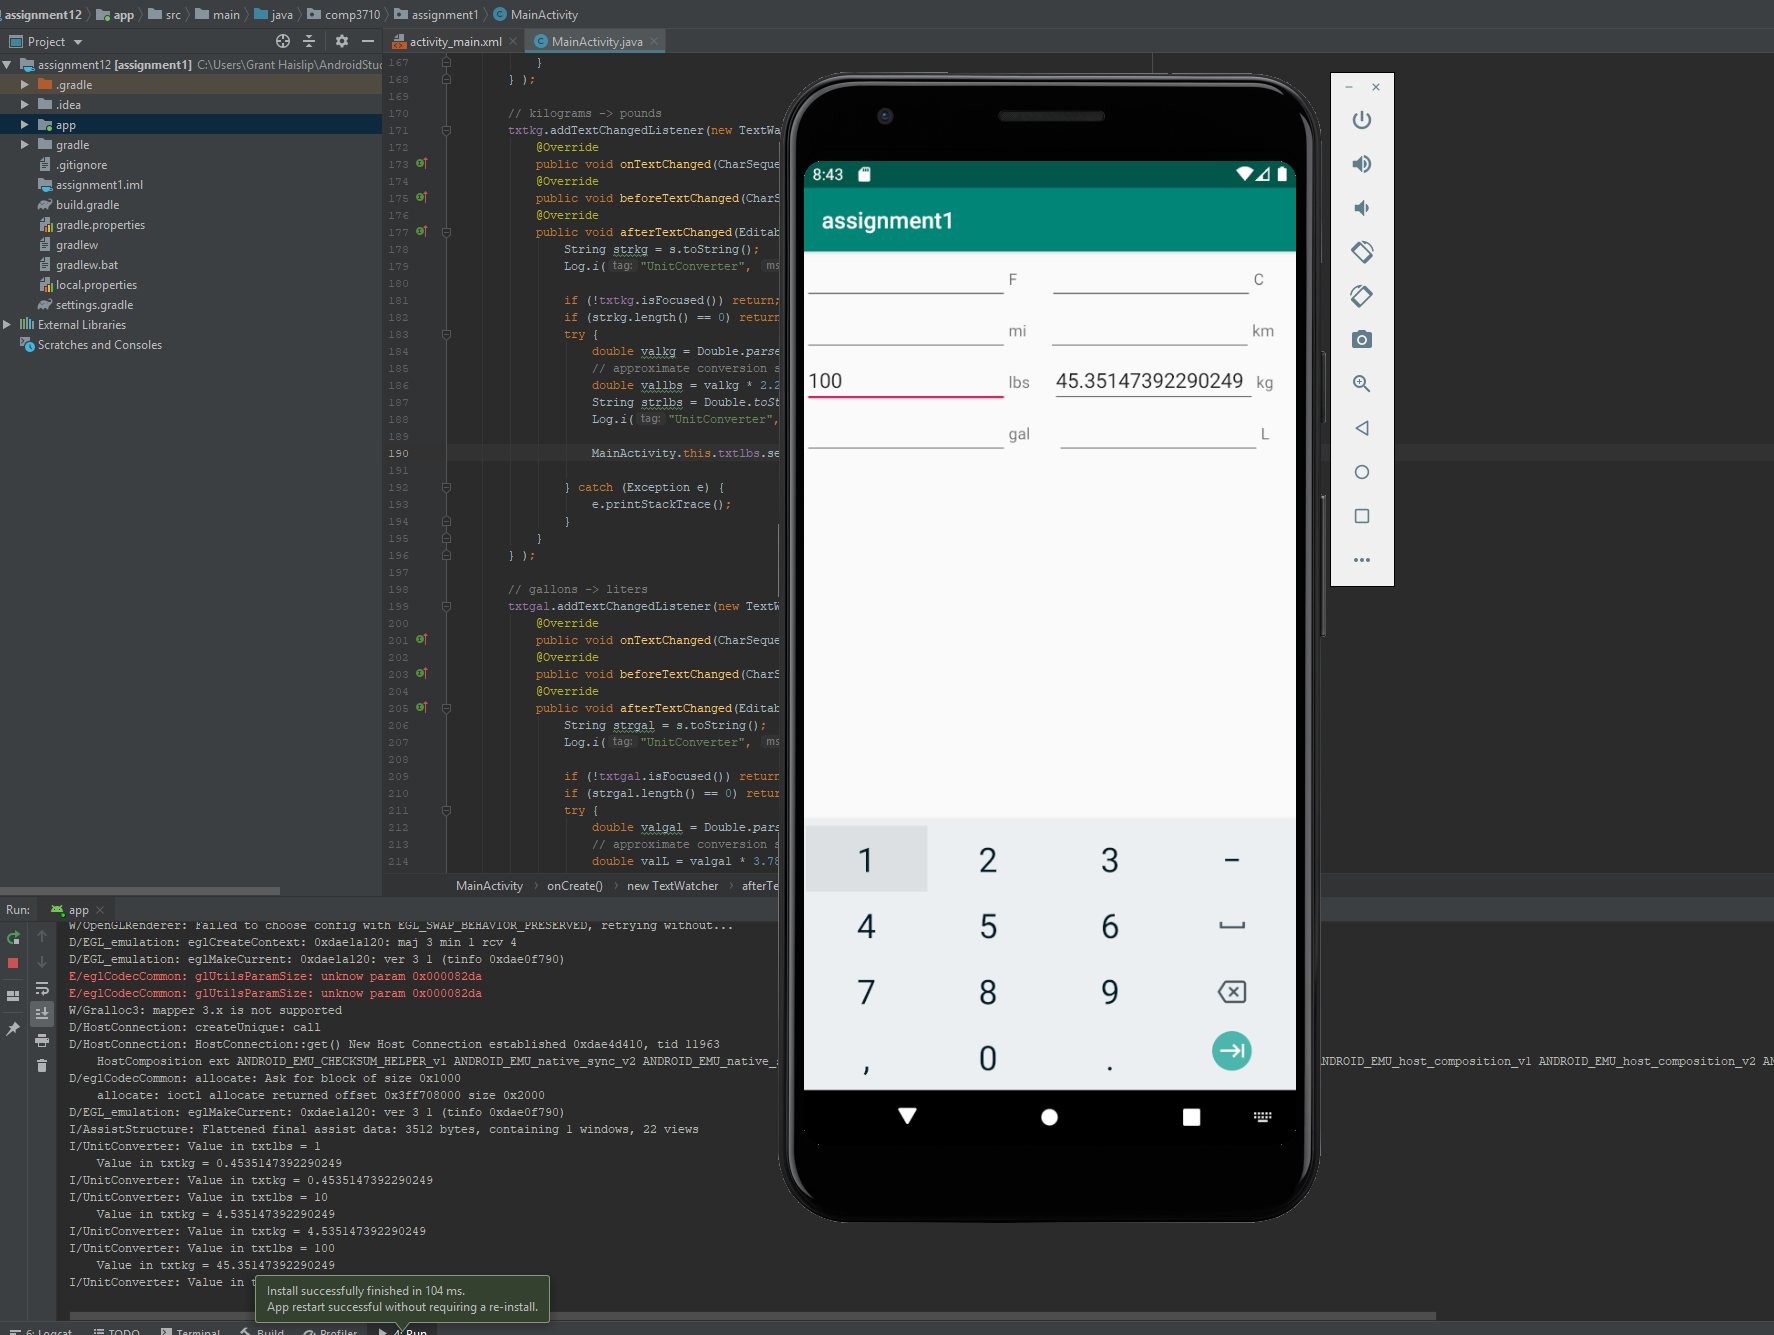 assignment12 app src main java comp3710 assignment1 MainActivity
Project
activity_main.xml
MainActivity.java
assignment12 [assignment1] C:\Users\Grant Haislip\AndroidStu
.gradle
.idea
app
gradle
.gitignore
assignment1.iml
build.gradle
gradle.properties
gradlew
gradlew.bat
local.properties
settings.gradle
External Libraries
Scratches and Consoles
167 }
168 } );
169
170 // kilograms -> pounds
171 txtkg.addTextChangedListener(new TextWa
172 @Override
173 public void onTextChanged(CharSeque
174 @Override
175 public void beforeTextChanged(CharS
176 @Override
177 public void afterTextChanged(Editab
178 String strkg = s.toString();
179 Log.i( tag: "UnitConverter", ms
180
181 if (!txtkg.isFocused()) return;
182 if (strkg.length() == 0) return
183 try {
184 double valkg = Double.parse
185 // approximate conversion s
186 double vallbs = valkg * 2.2
187 String strlbs = Double.toSt
188 Log.i( tag: "UnitConverter",
189
190 MainActivity.this.txtlbs.se
191
192 } catch (Exception e) {
193 e.printStackTrace();
194 }
195 }
196 } );
197
198 // gallons -> liters
199 txtgal.addTextChangedListener(new TextW
200 @Override
201 public void onTextChanged(CharSeque
202 @Override
203 public void beforeTextChanged(CharS
204 @Override
205 public void afterTextChanged(Editab
206 String strgal = s.toString();
207 Log.i( tag: "UnitConverter", ms
208
209 if (!txtgal.isFocused()) return
210 if (strgal.length() == 0) retur
211 try {
212 double valgal = Double.pars
213 // approximate conversion s
214 double valL = valgal * 3.78
MainActivity onCreate() new TextWatcher afterTe
8:43
assignment1
F C
mi km
100 lbs 45.35147392290249 kg
gal L
1 2 3 -
4 5 6
7 8 9
, 0 .
Run: app
W/OpenGLRenderer: Failed to choose config with EGL_SWAP_BEHAVIOR_PRESERVED, retrying without...
D/EGL_emulation: eglCreateContext: 0xdae1a120: maj 3 min 1 rcv 4
D/EGL_emulation: eglMakeCurrent: 0xdae1a120: ver 3 1 (tinfo 0xdae0f790)
E/eglCodecCommon: glUtilsParamSize: unknow param 0x000082da
E/eglCodecCommon: glUtilsParamSize: unknow param 0x000082da
W/Gralloc3: mapper 3.x is not supported
D/HostConnection: createUnique: call
D/HostConnection: HostConnection::get() New Host Connection established 0xdae4d410, tid 11963
HostComposition ext ANDROID_EMU_CHECKSUM_HELPER_v1 ANDROID_EMU_native_sync_v2 ANDROID_EMU_native_s ANDROID_EMU_host_composition_v1 ANDROID_EMU_host_composition_v2 AN
D/eglCodecCommon: allocate: Ask for block of size 0x1000
allocate: ioctl allocate returned offset 0x3ff708000 size 0x2000
D/EGL_emulation: eglMakeCurrent: 0xdae1a120: ver 3 1 (tinfo 0xdae0f790)
I/AssistStructure: Flattened final assist data: 3512 bytes, containing 1 windows, 22 views
I/UnitConverter: Value in txtlbs = 1
Value in txtkg = 0.4535147392290249
I/UnitConverter: Value in txtkg = 0.4535147392290249
I/UnitConverter: Value in txtlbs = 10
Value in txtkg = 4.535147392290249
I/UnitConverter: Value in txtkg = 4.535147392290249
I/UnitConverter: Value in txtlbs = 100
Value in txtkg = 45.35147392290249
I/UnitConverter: Value in t
Install successfully finished in 104 ms.
App restart successful without requiring a re-install.
6: Logcat TODO Terminal Build Profiler 4: Run